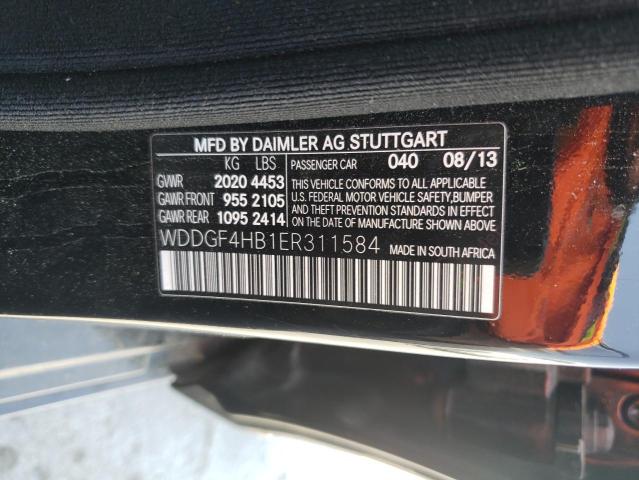 MFD BY DAIMLER AG STUTTGART
KG LBS PASSENGER CAR 040 08/13
GVWR 2020 4453
GAWR FRONT 955 2105
GAWR REAR 1095 2414
THIS VEHICLE CONFORMS TO ALL APPLICABLE
U.S. FEDERAL MOTOR VEHICLE SAFETY,BUMPER
AND THEFT PREVENTION STANDARDS IN EFFECT
ON THE DATE OF MANUFACTURE SHOWN ABOVE.
WDDGF4HB1ER311584 MADE IN SOUTH AFRICA